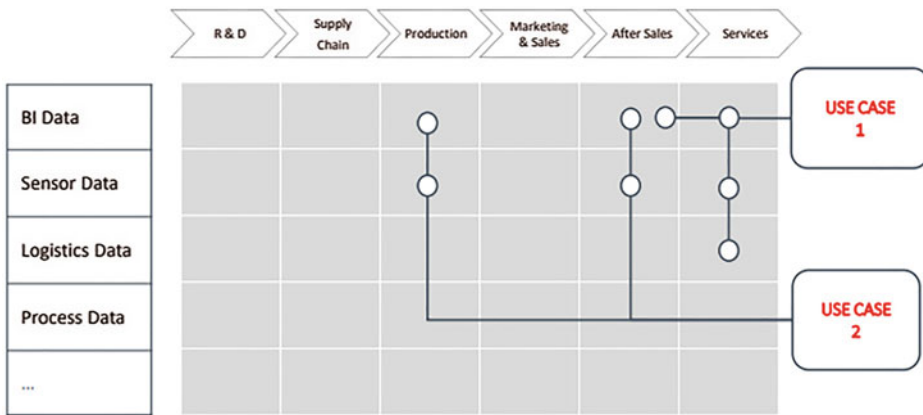 R & D
Supply
Chain
Production
Marketing
& Sales
After Sales
Services
BI Data
Sensor Data
Logistics Data
Process Data
...
USE CASE
1
USE CASE
2